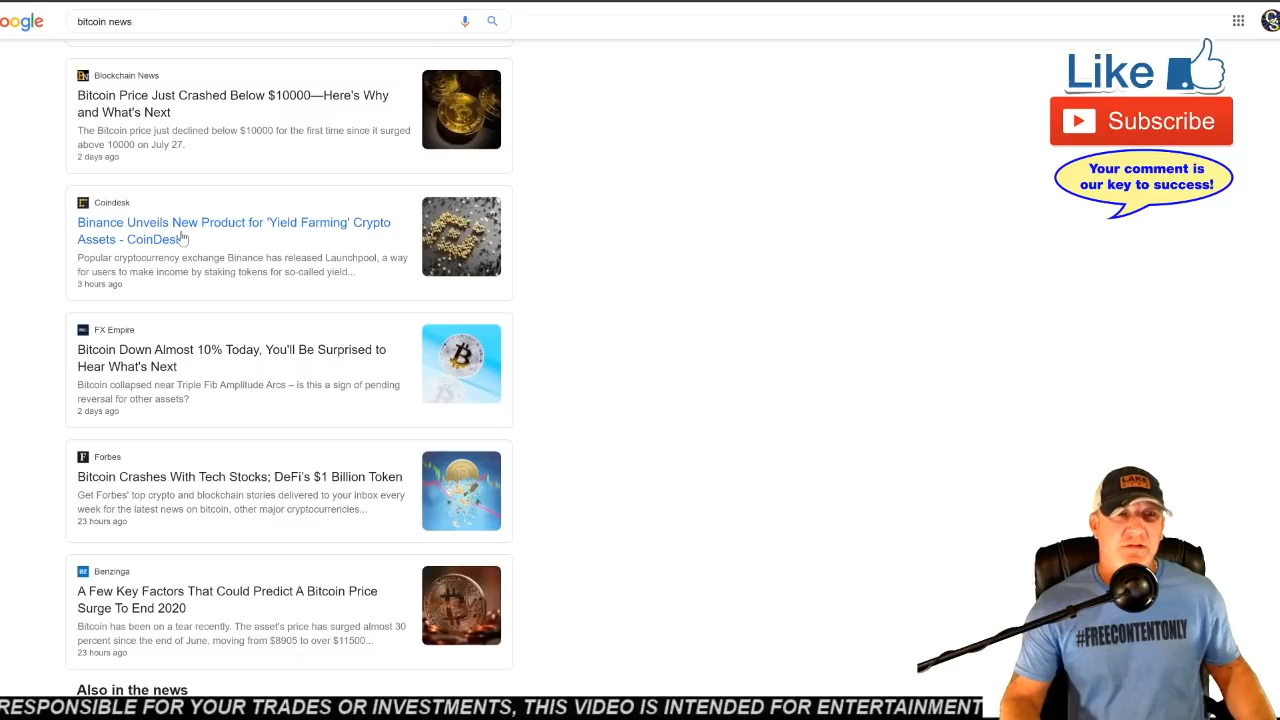 oogle
bitcoin news
Blockchain News
Bitcoin Price Just Crashed Below $10000—Here's Why
and What's Next
The Bitcoin price just declined below $10000 for the first time since it surged
above 10000 on July 27.
2 days ago
Coindesk
Binance Unveils New Product for 'Yield Farming' Crypto
Assets - CoinDesk
Popular cryptocurrency exchange Binance has released Launchpool, a way
for users to make income by staking tokens for so-called yield...
3 hours ago
FX Empire
Bitcoin Down Almost 10% Today, You'll Be Surprised to
Hear What's Next
Bitcoin collapsed near Triple Fib Amplitude Arcs – is this a sign of pending
reversal for other assets?
2 days ago
Forbes
Bitcoin Crashes With Tech Stocks; DeFi's $1 Billion Token
Get Forbes' top crypto and blockchain stories delivered to your inbox every
week for the latest news on bitcoin, other major cryptocurrencies...
23 hours ago
Benzinga
A Few Key Factors That Could Predict A Bitcoin Price
Surge To End 2020
Bitcoin has been on a tear recently. The asset's price has surged almost 30
percent since the end of June, moving from $8905 to over $11500...
23 hours ago
Also in the news
Like
Subscribe
Your comment is
our key to success!
LAKE
#FREECONTENTONLY
RESPONSIBLE FOR YOUR TRADES OR INVESTMENTS, THIS VIDEO IS INTENDED FOR ENTERTAINMENT